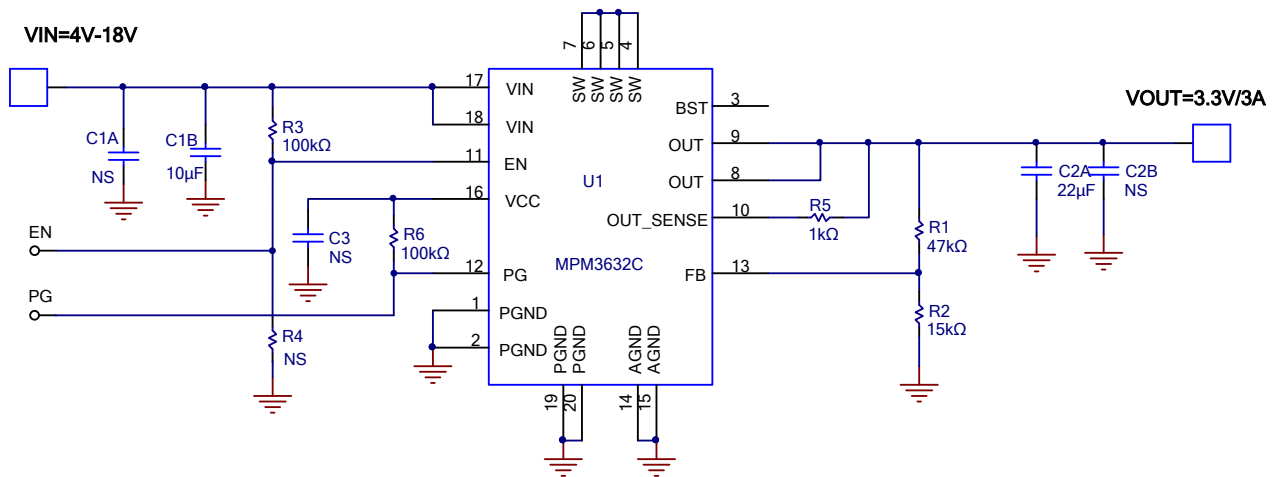 VIN=4V-18V
VOUT=3.3V/3A
7
6
5
4
SW
SW
SW
SW
17
VIN
18
VIN
11
EN
16
VCC
12
PG
1
PGND
2
PGND
BST
3
OUT
9
OUT
8
OUT_SENSE
10
FB
13
U1
MPM3632C
PGND
PGND
AGND
AGND
19
20
14
15
C1A
NS
C1B
10µF
R3
100kΩ
C3
NS
R6
100kΩ
EN
PG
R4
NS
R5
1kΩ
R1
47kΩ
R2
15kΩ
C2A
22µF
C2B
NS